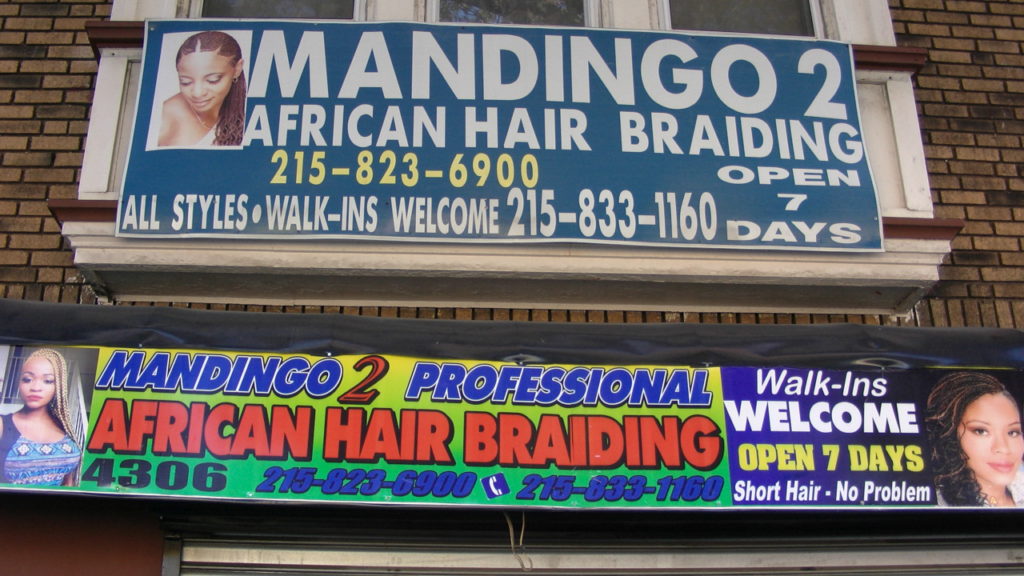 MANDINGO 2
AFRICAN HAIR BRAIDING
215-823-6900
OPEN
7
DAYS
ALL STYLES • WALK-INS WELCOME 215-833-1160
MANDINGO 2 PROFESSIONAL
AFRICAN HAIR BRAIDING
4306 215-823-6900 215-833-1160
Walk-Ins
WELCOME
OPEN 7 DAYS
Short Hair - No Problem